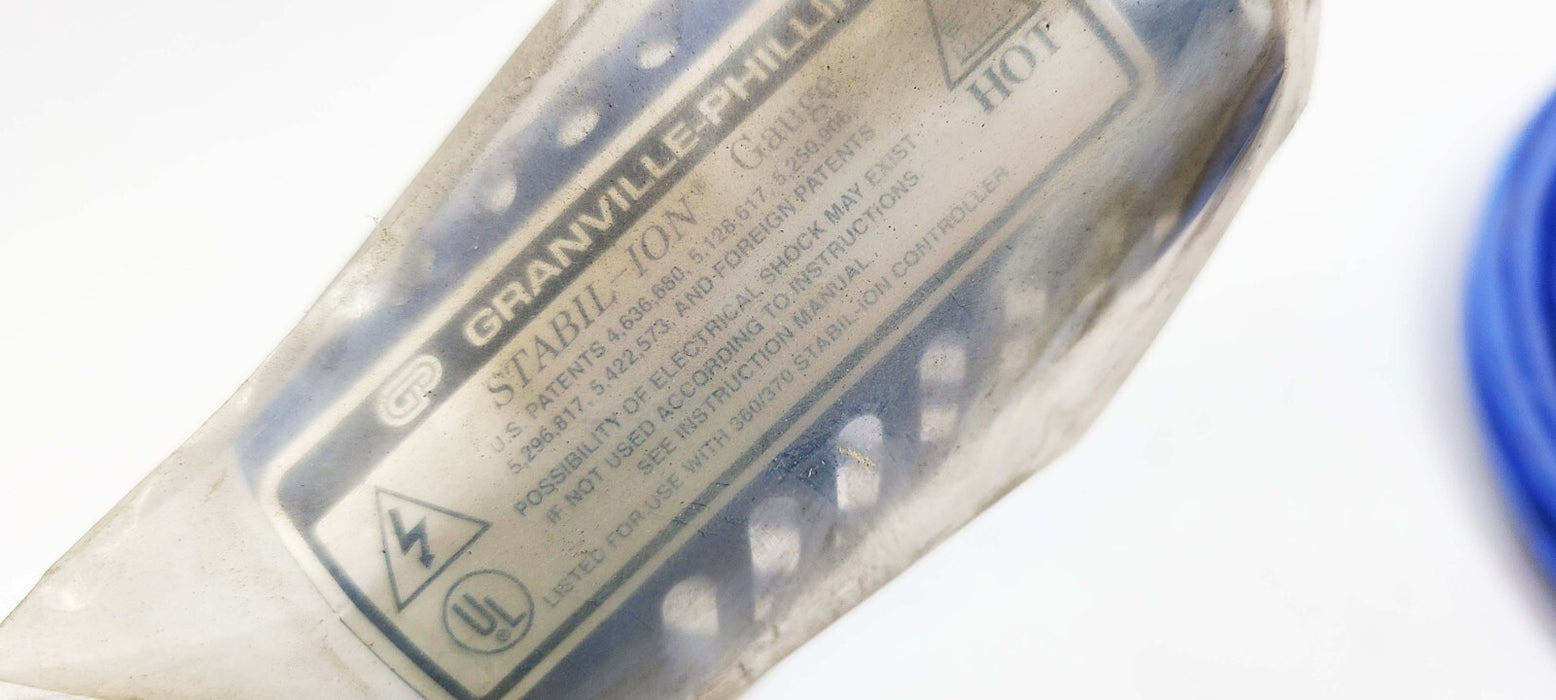 GP GRANVILLE-PHILLI
HOT
STABIL-ION® Gauge
U.S. PATENTS 4,636,680, 5,128,617, 5,250,906
5,296,817, 5,422,573; AND FOREIGN PATENTS
POSSIBILITY OF ELECTRICAL SHOCK MAY EXIST
IF NOT USED ACCORDING TO INSTRUCTIONS
SEE INSTRUCTION MANUAL.
LISTED FOR USE WITH 360/370 STABIL-ION CONTROLLER
UL®